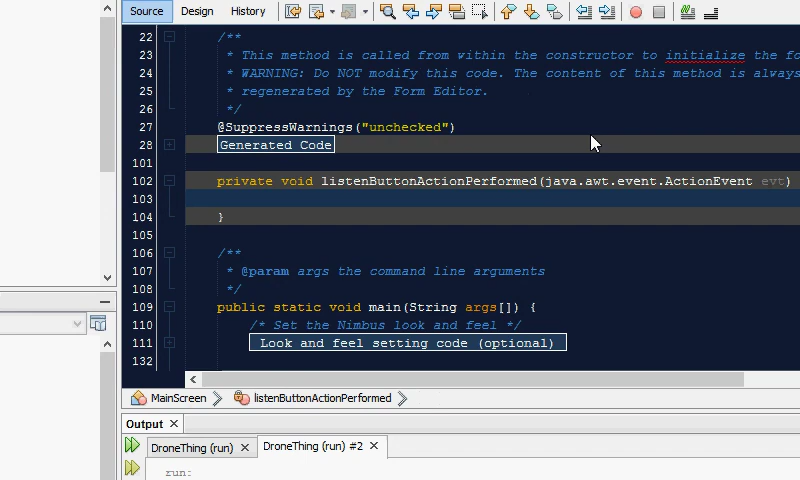 Source Design History
22 /**
23 * This method is called from within the constructor to initialize the fo
24 * WARNING: Do NOT modify this code. The content of this method is always
25 * regenerated by the Form Editor.
26 */
27 @SuppressWarnings("unchecked")
28 Generated Code
101
102 private void listenButtonActionPerformed(java.awt.event.ActionEvent evt)
103
104 }
105
106 /**
107 * @param args the command line arguments
108 */
109 public static void main(String args[]) {
110 /* Set the Nimbus look and feel */
111 Look and feel setting code (optional)
132
MainScreen listenButtonActionPerformed
Output
DroneThing (run) DroneThing (run) #2
run: